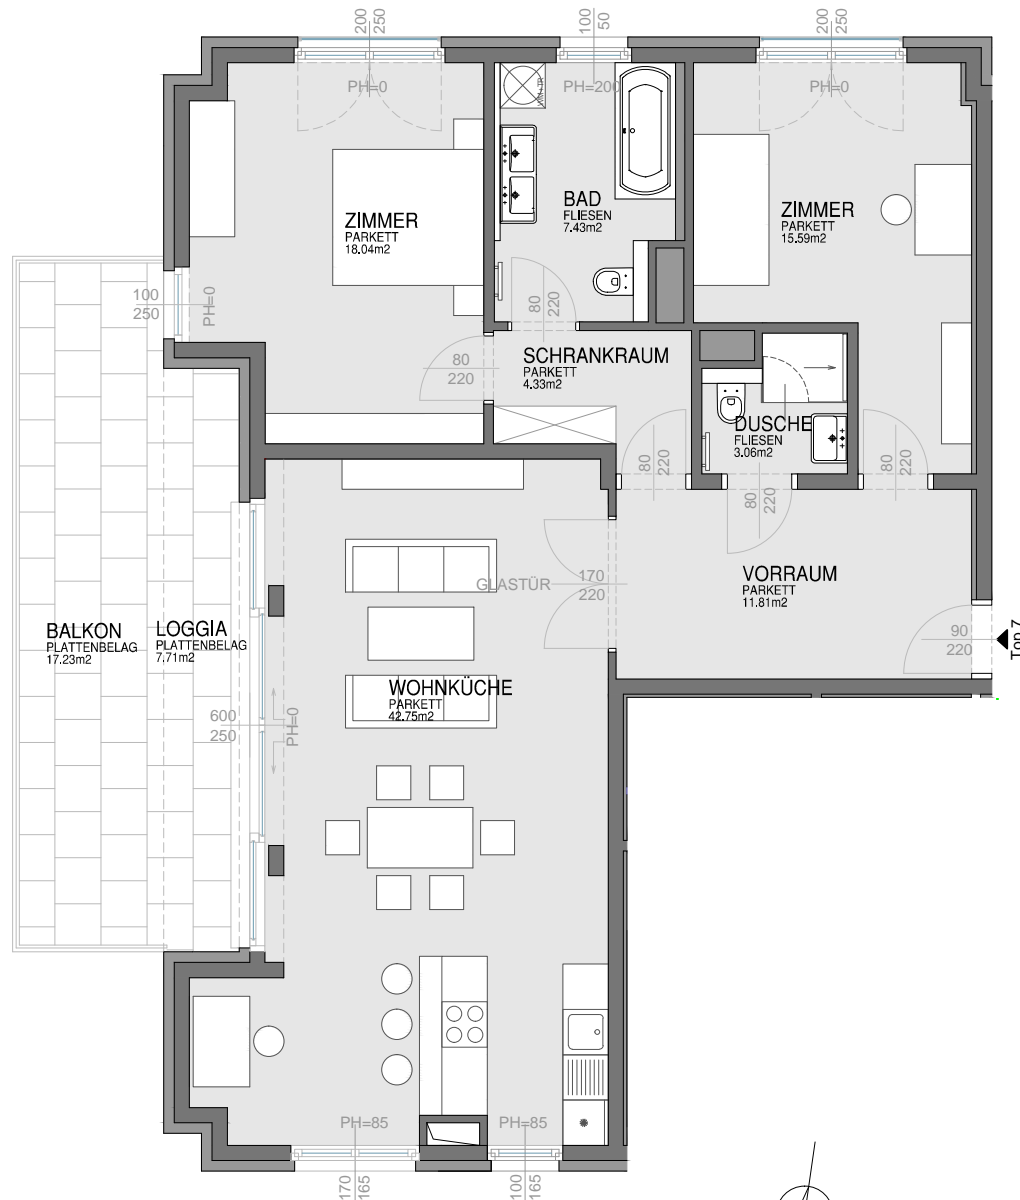 200
250
100
50
200
250
PH=0
PH=200
PH=0
WM+TR
ZIMMER
PARKETT
18.04m2
BAD
FLIESEN
7.43m2
ZIMMER
PARKETT
15.59m2
100
250
PH=0
80
220
80
220
SCHRANKRAUM
PARKETT
4.33m2
DUSCHE
FLIESEN
3.06m2
80
220
80
220
80
220
GLASTÜR
170
220
VORRAUM
PARKETT
11.81m2
90
220
Top 7
BALKON
PLATTENBELAG
17.23m2
LOGGIA
PLATTENBELAG
7.71m2
WOHNKÜCHE
PARKETT
42.75m2
600
250
PH=0
PH=85
PH=85
170
165
100
165